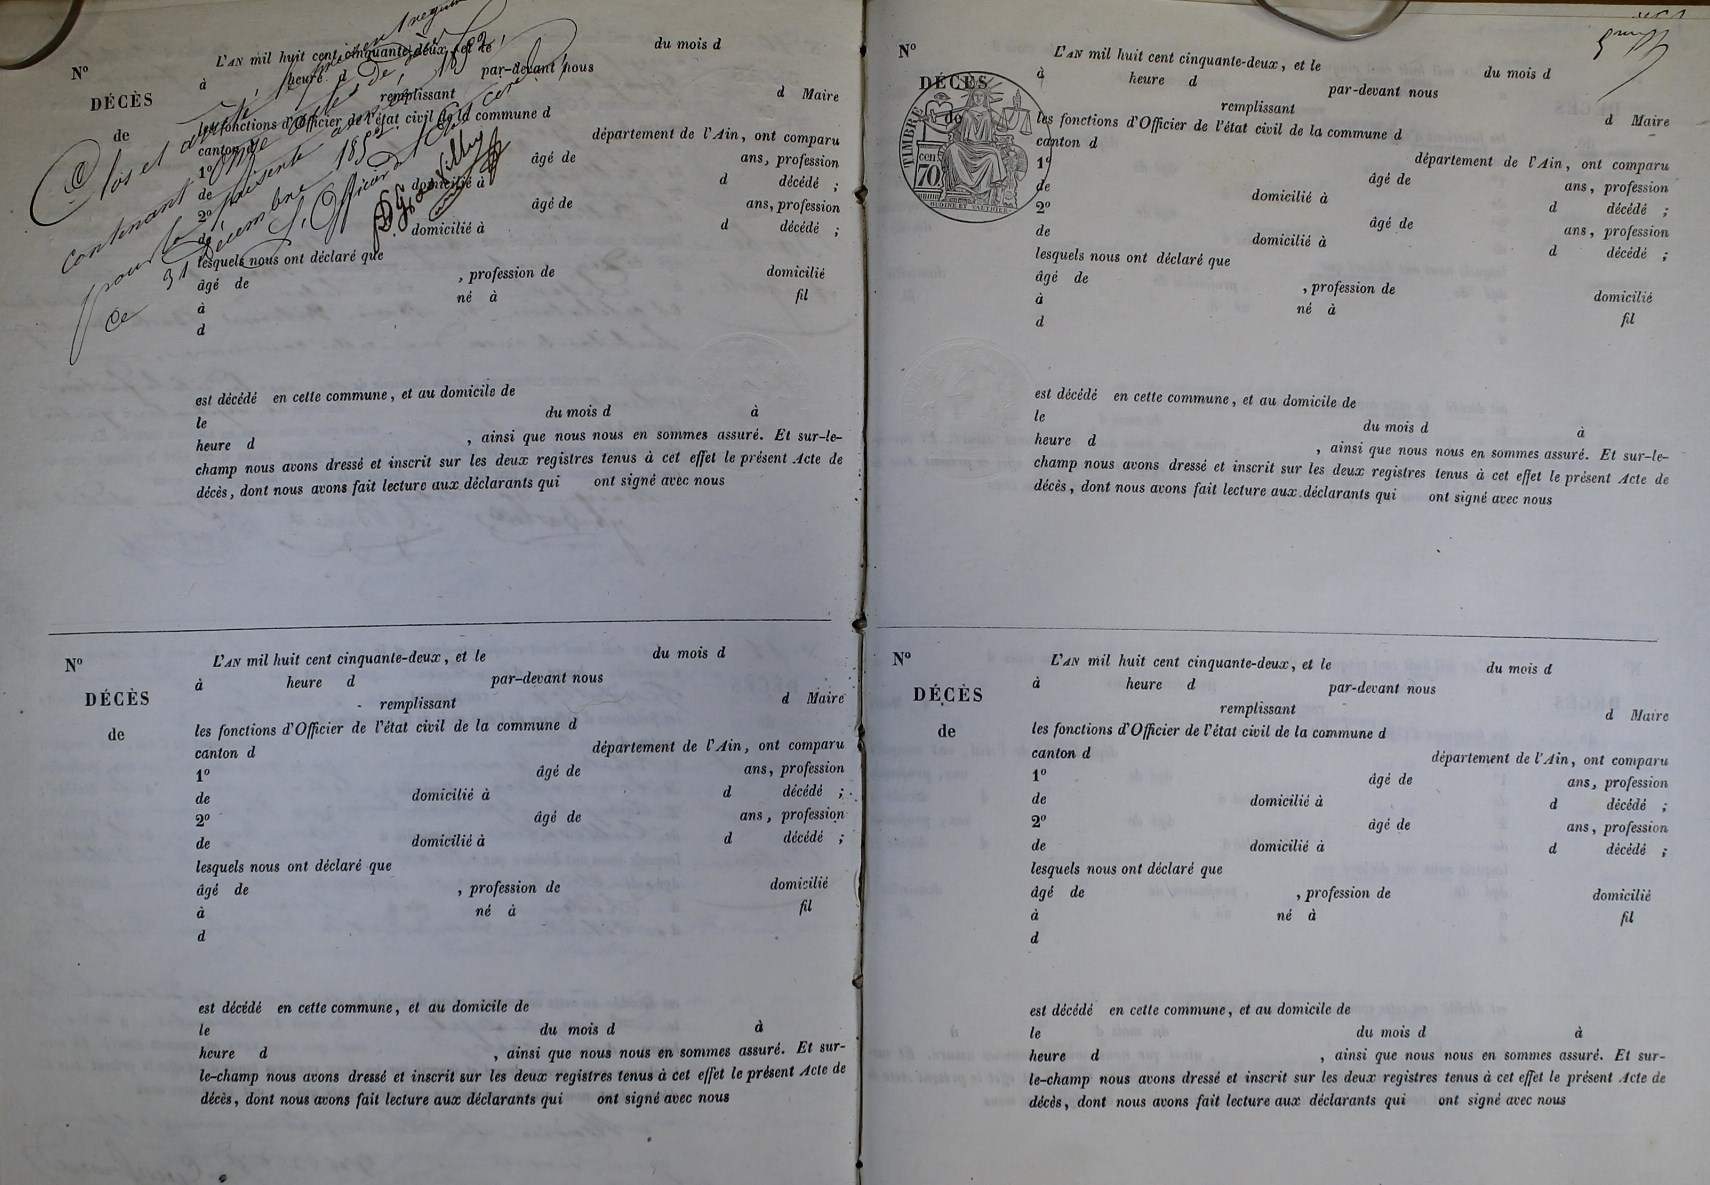 Clos et arrêté le présent registre
contenant onze actes de décès
pour la présente année 1852,
ce 31 décembre 1852.
L'Officier de l'état civil,
N°
DÉCÈS
de
L'AN mil huit cent cinquante-deux, et le du mois d
à heure d par-devant nous
remplissant d Maire
les fonctions d'Officier de l'état civil de la commune d
canton d département de l'Ain, ont comparu
1° âgé de ans, profession
de domicilié à d décédé ;
2° âgé de ans, profession
de domicilié à d décédé ;
lesquels nous ont déclaré que
âgé de , profession de domicilié
à né à fil
d
est décédé en cette commune, et au domicile de
le du mois d à
heure d , ainsi que nous nous en sommes assuré. Et sur-le-
champ nous avons dressé et inscrit sur les deux registres tenus à cet effet le présent Acte de
décès, dont nous avons fait lecture aux déclarants qui ont signé avec nous
N°
DÉCÈS
de
L'AN mil huit cent cinquante-deux, et le du mois d
à heure d par-devant nous
remplissant d Maire
les fonctions d'Officier de l'état civil de la commune d
canton d département de l'Ain, ont comparu
1° âgé de ans, profession
de domicilié à d décédé ;
2° âgé de ans, profession
de domicilié à d décédé ;
lesquels nous ont déclaré que
âgé de , profession de domicilié
à né à fil
d
est décédé en cette commune, et au domicile de
le du mois d à
heure d , ainsi que nous nous en sommes assuré. Et sur-
le-champ nous avons dressé et inscrit sur les deux registres tenus à cet effet le présent Acte de
décès, dont nous avons fait lecture aux déclarants qui ont signé avec nous
N°
DÉCÈS
de
TIMBRE
70 cen
L'AN mil huit cent cinquante-deux, et le du mois d
à heure d par-devant nous
remplissant d Maire
les fonctions d'Officier de l'état civil de la commune d
canton d département de l'Ain, ont comparu
1° âgé de ans, profession
de domicilié à d décédé ;
2° âgé de ans, profession
de domicilié à d décédé ;
lesquels nous ont déclaré que
âgé de , profession de domicilié
à né à fil
d
est décédé en cette commune, et au domicile de
le du mois d à
heure d , ainsi que nous nous en sommes assuré. Et sur-le-
champ nous avons dressé et inscrit sur les deux registres tenus à cet effet le présent Acte de
décès, dont nous avons fait lecture aux déclarants qui ont signé avec nous
N°
DÉCÈS
de
L'AN mil huit cent cinquante-deux, et le du mois d
à heure d par-devant nous
remplissant d Maire
les fonctions d'Officier de l'état civil de la commune d
canton d département de l'Ain, ont comparu
1° âgé de ans, profession
de domicilié à d décédé ;
2° âgé de ans, profession
de domicilié à d décédé ;
lesquels nous ont déclaré que
âgé de , profession de domicilié
à né à fil
d
est décédé en cette commune, et au domicile de
le du mois d à
heure d , ainsi que nous nous en sommes assuré. Et sur-
le-champ nous avons dressé et inscrit sur les deux registres tenus à cet effet le présent Acte de
décès, dont nous avons fait lecture aux déclarants qui ont signé avec nous